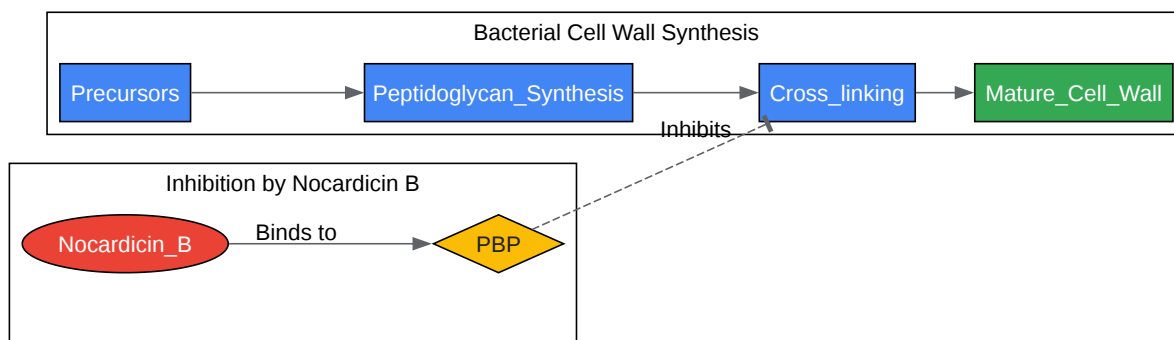 Bacterial Cell Wall Synthesis
Precursors
Peptidoglycan_Synthesis
Cross_linking
Mature_Cell_Wall
Inhibits
Inhibition by Nocardicin B
Nocardicin_B
Binds to
PBP